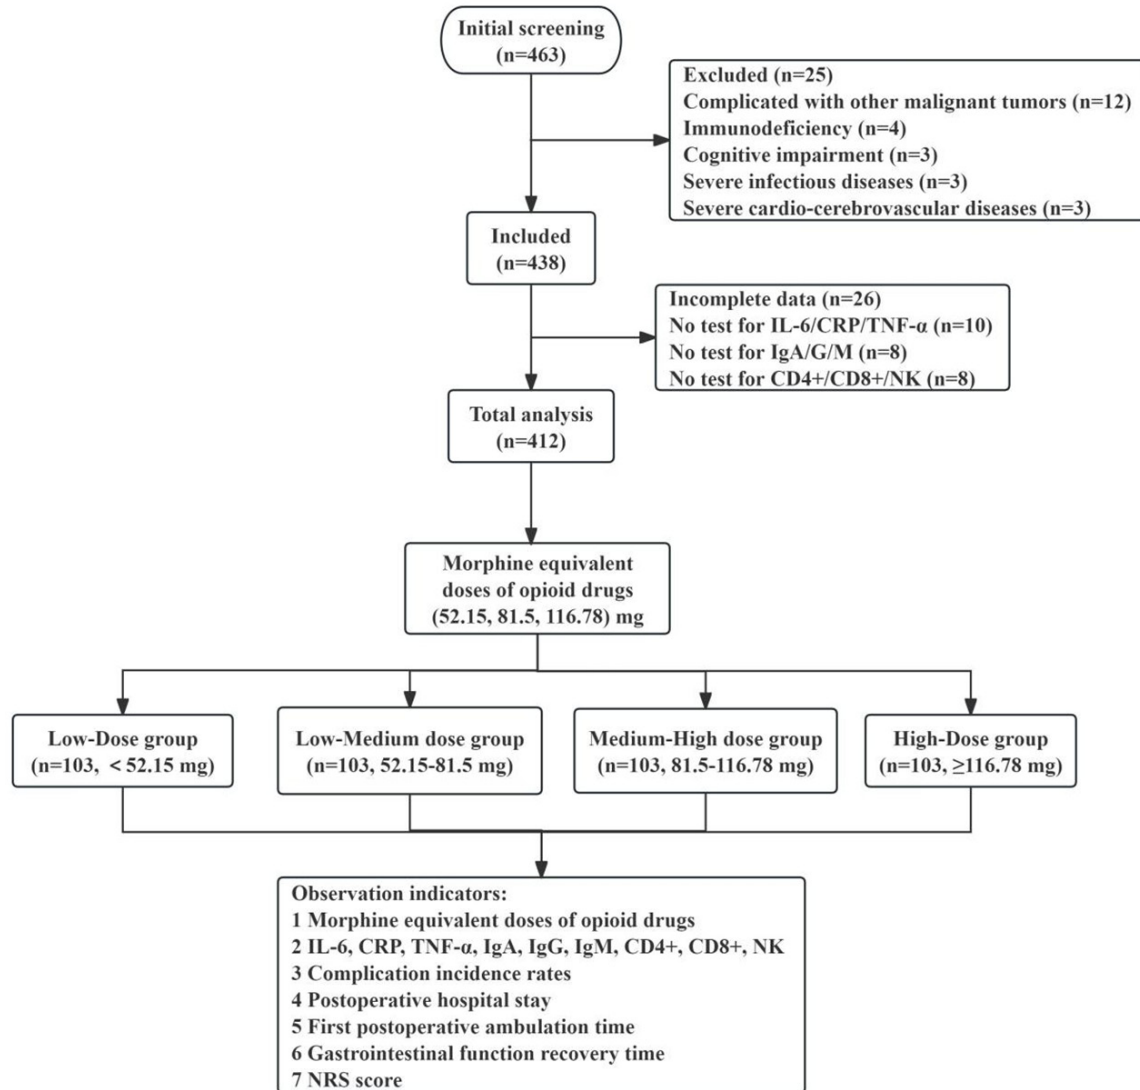 Initial screening
(n=463)
Excluded (n=25)
Complicated with other malignant tumors (n=12)
Immunodeficiency (n=4)
Cognitive impairment (n=3)
Severe infectious diseases (n=3)
Severe cardio-cerebrovascular diseases (n=3)
Included
(n=438)
Incomplete data (n=26)
No test for IL-6/CRP/TNF-α (n=10)
No test for IgA/G/M (n=8)
No test for CD4+/CD8+/NK (n=8)
Total analysis
(n=412)
Morphine equivalent
doses of opioid drugs
(52.15, 81.5, 116.78) mg
Low-Dose group
(n=103, < 52.15 mg)
Low-Medium dose group
(n=103, 52.15-81.5 mg)
Medium-High dose group
(n=103, 81.5-116.78 mg)
High-Dose group
(n=103, ≥116.78 mg)
Observation indicators:
1 Morphine equivalent doses of opioid drugs
2 IL-6, CRP, TNF-α, IgA, IgG, IgM, CD4+, CD8+, NK
3 Complication incidence rates
4 Postoperative hospital stay
5 First postoperative ambulation time
6 Gastrointestinal function recovery time
7 NRS score